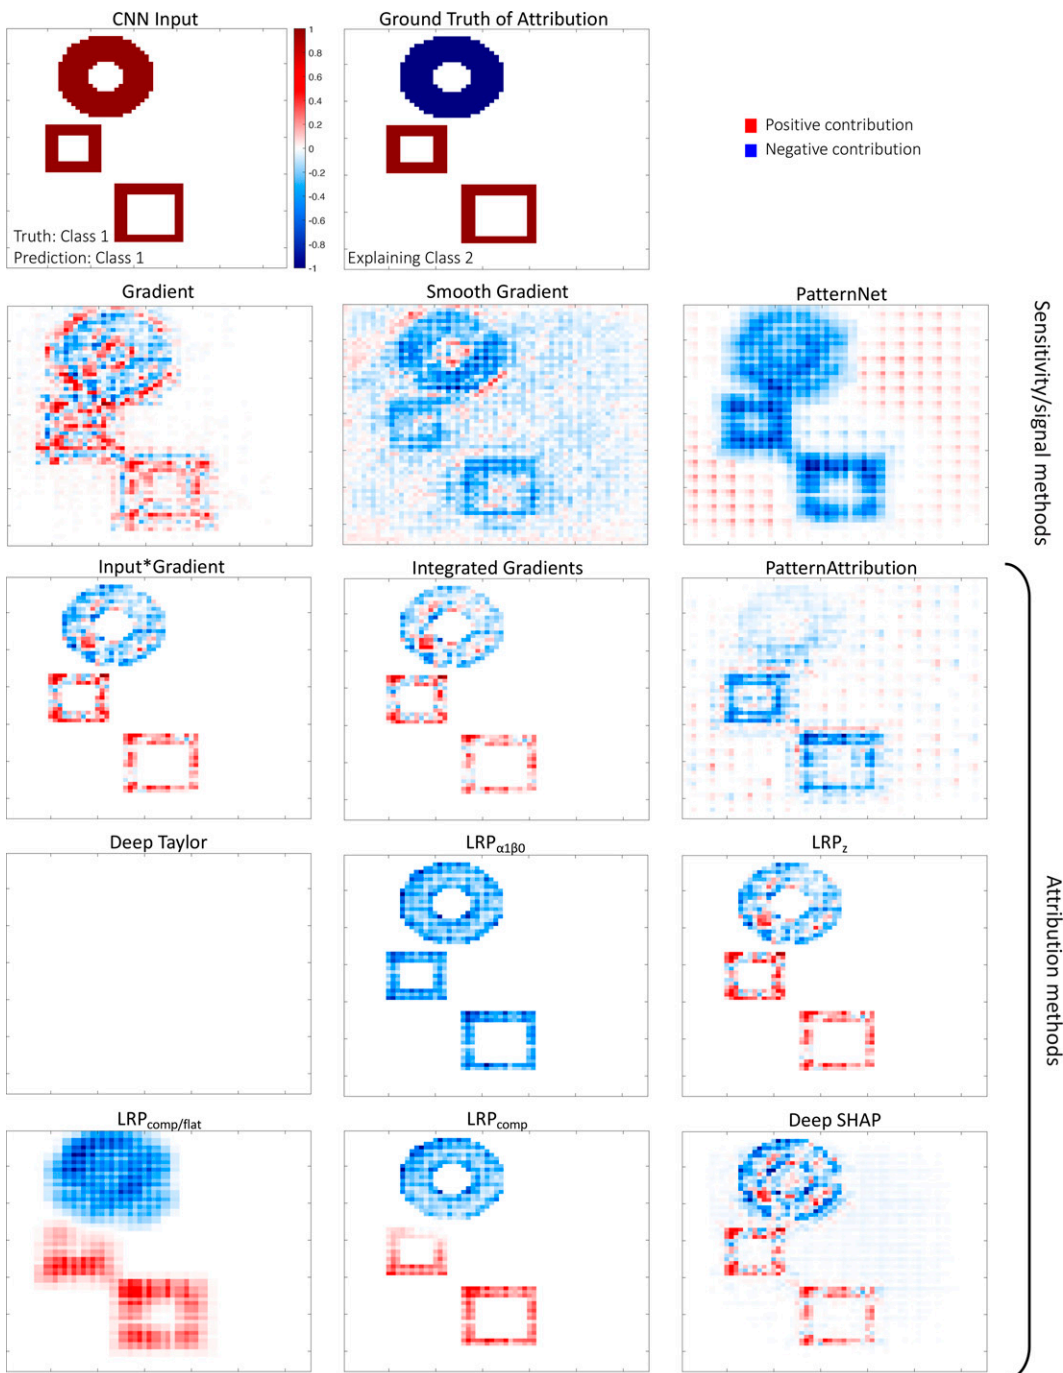 CNN Input
Ground Truth of Attribution
1
0.8
0.6
0.4
0.2
0
-0.2
-0.4
-0.6
-0.8
-1
Positive contribution
Negative contribution
Truth: Class 1
Prediction: Class 1
Explaining Class 2
Gradient
Smooth Gradient
PatternNet
Sensitivity/signal methods
Input*Gradient
Integrated Gradients
PatternAttribution
Deep Taylor
LRPα1β0
LRPz
Attribution methods
LRPcomp/flat
LRPcomp
Deep SHAP